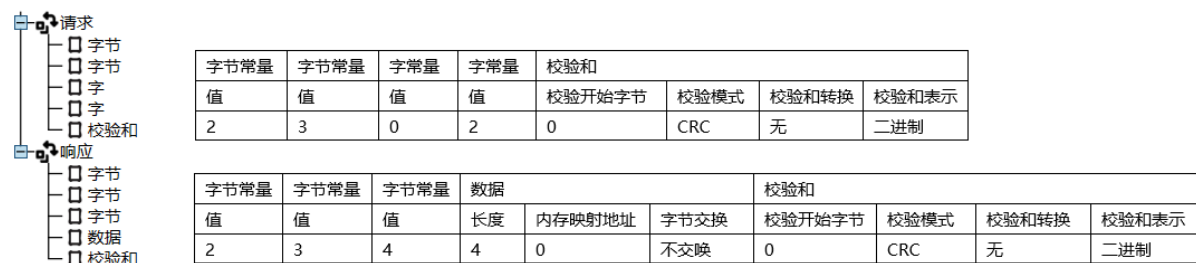 请求
字节
字节
字
字
校验和
字节常量 字节常量 字常量 字常量 校验和
值 值 值 值 校验开始字节 校验模式 校验和转换 校验和表示
2 3 0 2 0 CRC 无 二进制
响应
字节
字节
字节
数据
校验和
字节常量 字节常量 字节常量 数据 校验和
值 值 值 长度 内存映射地址 字节交换 校验开始字节 校验模式 校验和转换 校验和表示
2 3 4 4 0 不交唤 0 CRC 无 二进制